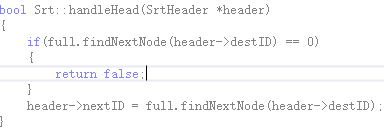 bool Srt::handleHead(SrtHeader *header)
{
    if(full.findNextNode(header->destID) == 0)
    {
        return false;
    }
    header->nextID = full.findNextNode(header->destID);
}